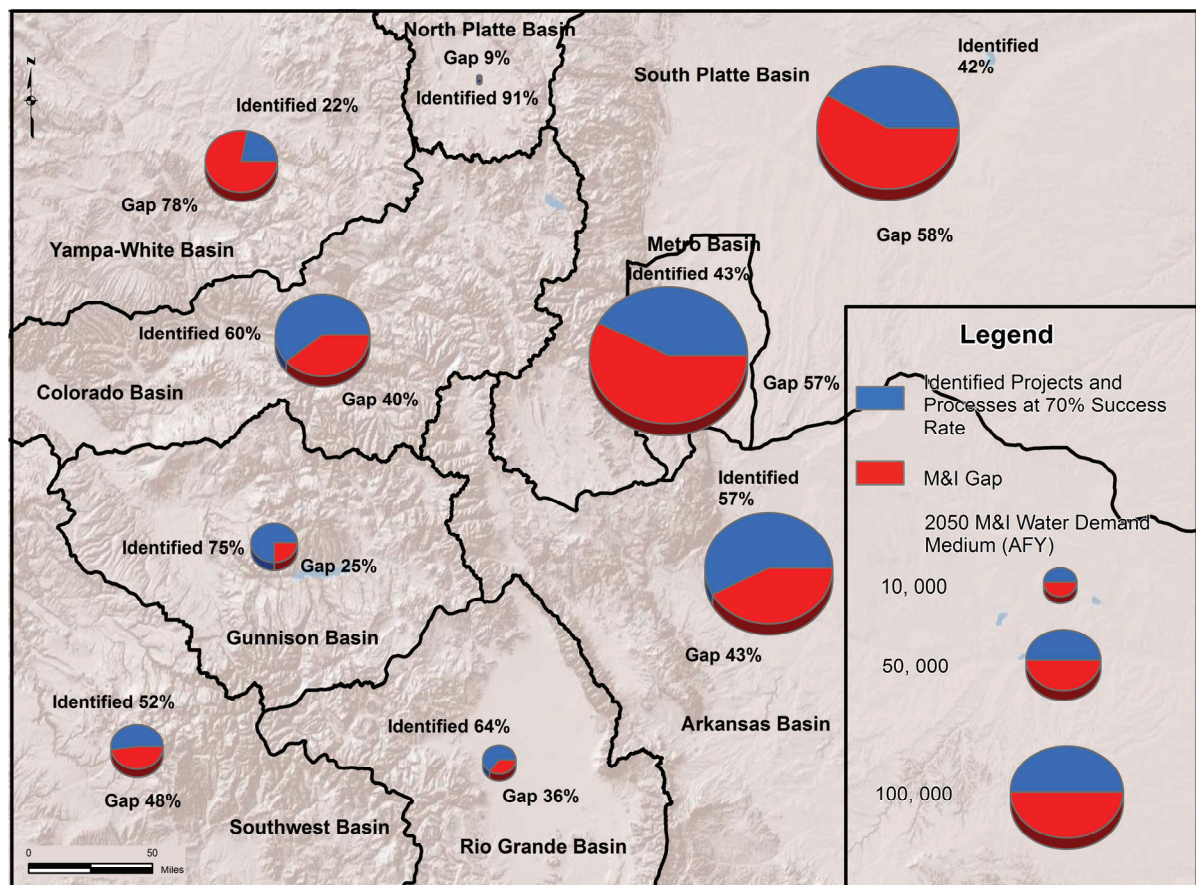 North Platte Basin
Gap 9%
Identified 91%
Identified
42%
South Platte Basin
Gap 58%
Identified 22%
Gap 78%
Yampa-White Basin
Metro Basin
Identified 43%
Gap 57%
Identified 60%
Colorado Basin
Gap 40%
Identified
57%
Gap 43%
Arkansas Basin
Identified 75%
Gap 25%
Gunnison Basin
Identified 52%
Gap 48%
Southwest Basin
Identified 64%
Gap 36%
Rio Grande Basin
Legend
Identified Projects and
Processes at 70% Success
Rate
M&I Gap
2050 M&I Water Demand
Medium (AFY)
10, 000
50, 000
100, 000
N
0 50
Miles